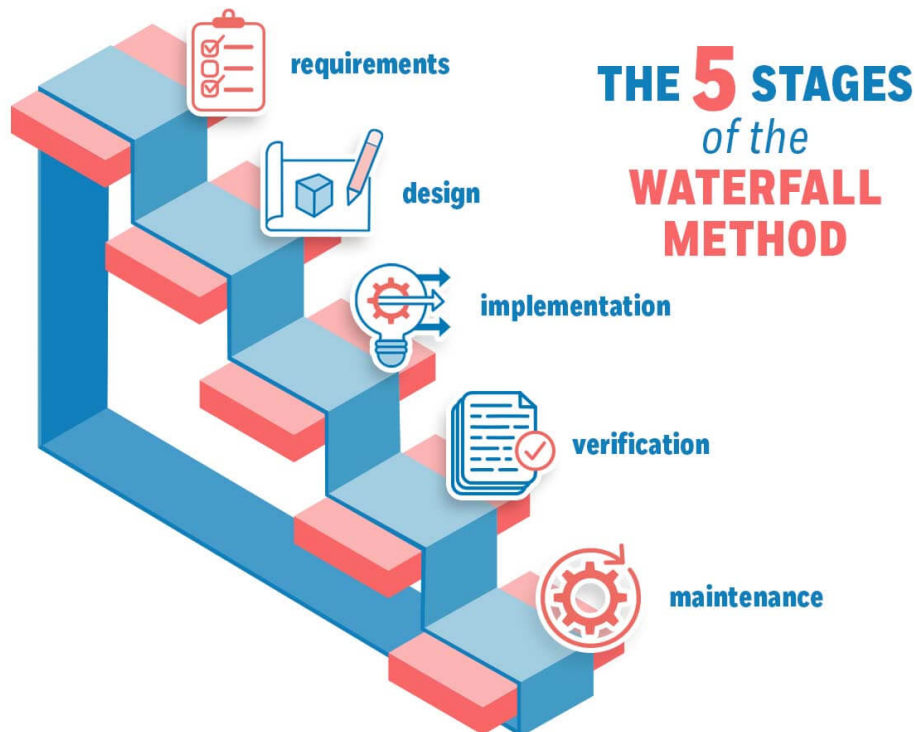 THE 5 STAGES
of the
WATERFALL
METHOD
requirements
design
implementation
verification
maintenance